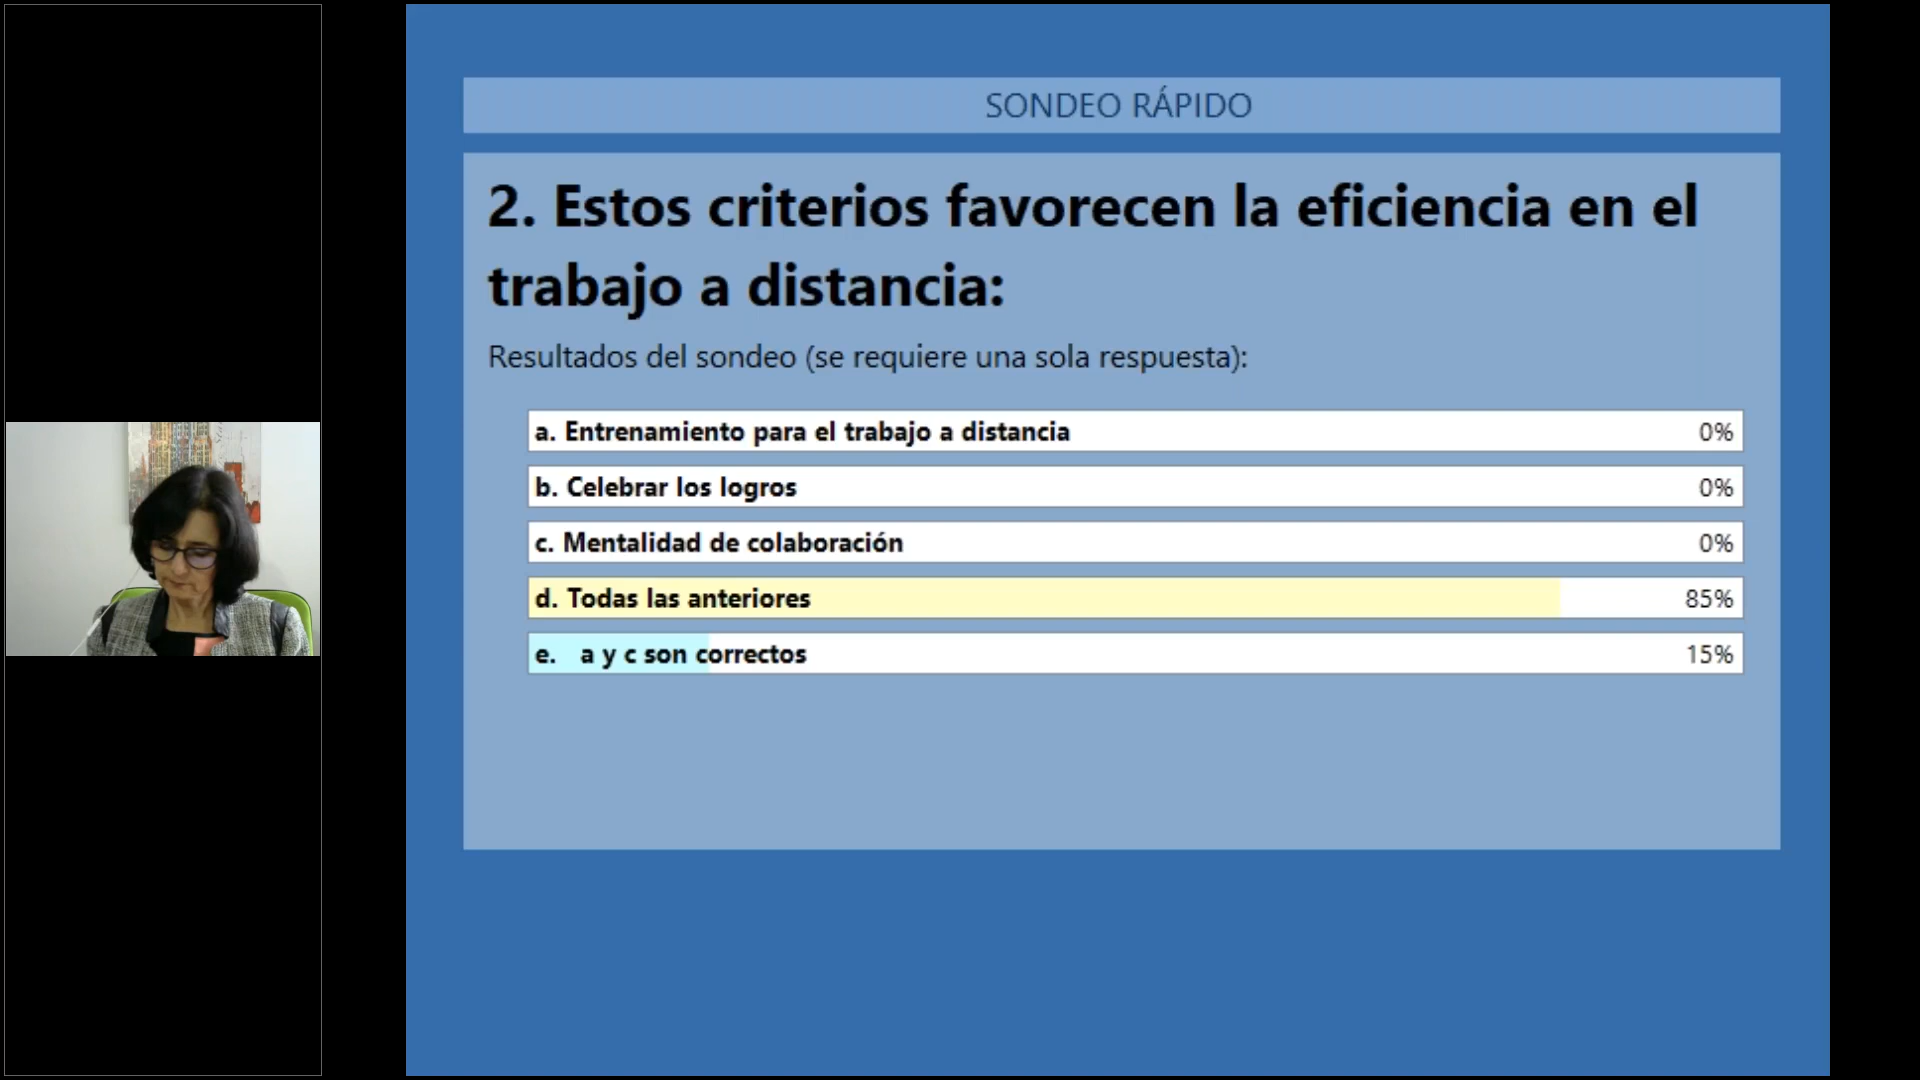 SONDEO RÁPIDO
2. Estos criterios favorecen la eficiencia en el
trabajo a distancia:
Resultados del sondeo (se requiere una sola respuesta):
a. Entrenamiento para el trabajo a distancia 0%
b. Celebrar los logros 0%
c. Mentalidad de colaboración 0%
d. Todas las anteriores 85%
e. a y c son correctos 15%